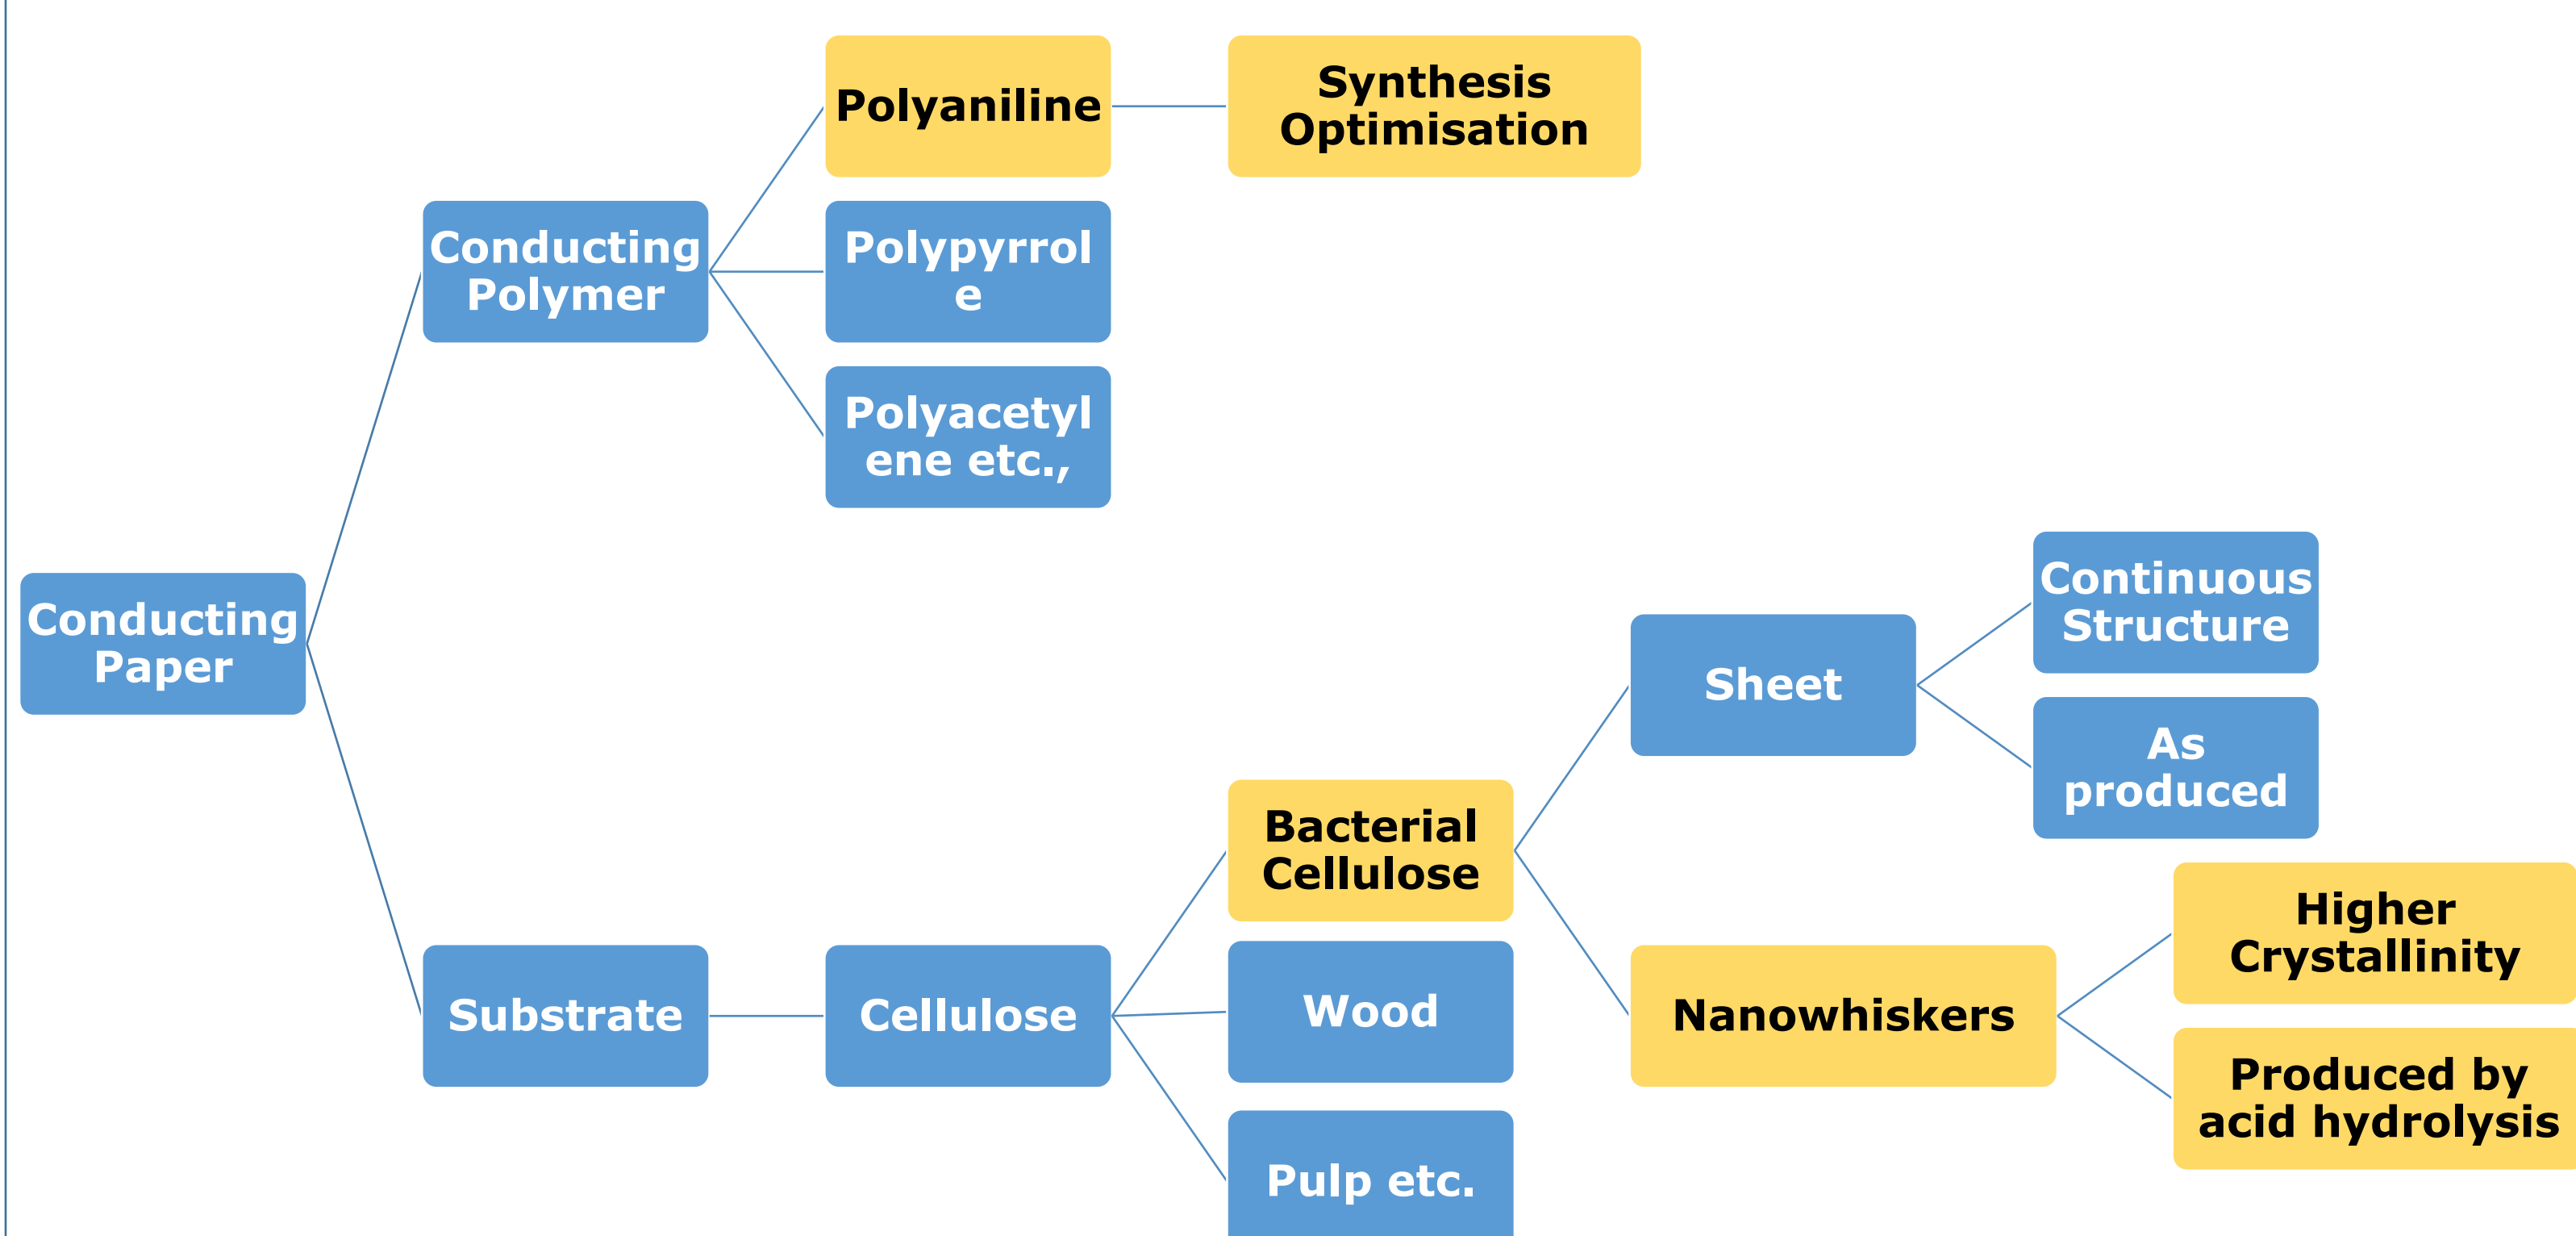 Polyaniline
Synthesis
Optimisation
Conducting
Polymer
Polypyrrol
e
Polyacetyl
ene etc.,
Conducting
Paper
Continuous
Structure
Sheet
As
produced
Bacterial
Cellulose
Higher
Crystallinity
Substrate
Cellulose
Wood
Nanowhiskers
Produced by
acid hydrolysis
Pulp etc.